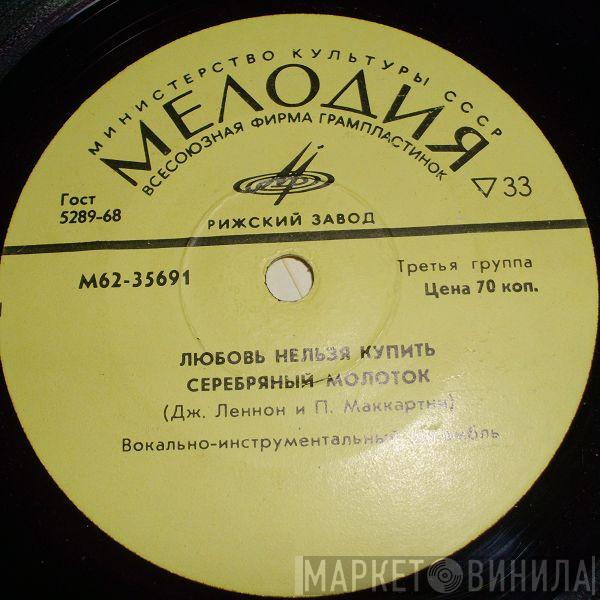 МИНИСТЕРСТВО КУЛЬТУРЫ СССР
МЕЛОДИЯ
ВСЕСОЮЗНАЯ ФИРМА ГРАМПЛАСТИНОК
Гост
5289-68
33
РИЖСКИЙ ЗАВОД
М62-35691
Третья группа
Цена 70 коп.
ЛЮБОВЬ НЕЛЬЗЯ КУПИТЬ
СЕРЕБРЯНЫЙ МОЛОТОК
(Дж. Леннон и П. Маккартни)
Вокально-инструментальный ансамбль
МАРКЕТ ВИНИЛА